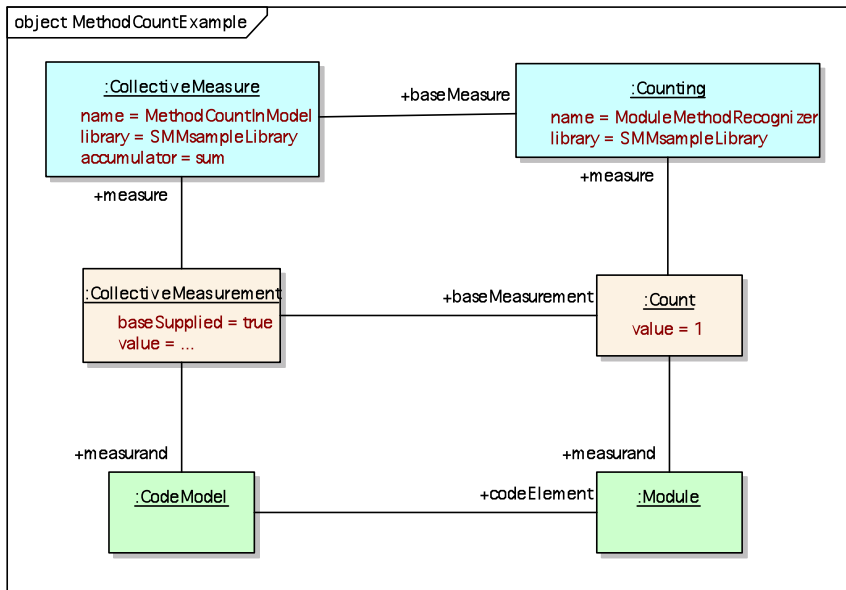 object MethodCountExample
:CollectiveMeasure
name = MethodCountInModel
library = SMMsampleLibrary
accumulator = sum
+baseMeasure
:Counting
name = ModuleMethodRecognizer
library = SMMsampleLibrary
+measure
+measure
:CollectiveMeasurement
baseSupplied = true
value = ...
+baseMeasurement
:Count
value = 1
+measurand
+measurand
:CodeModel
+codeElement
:Module